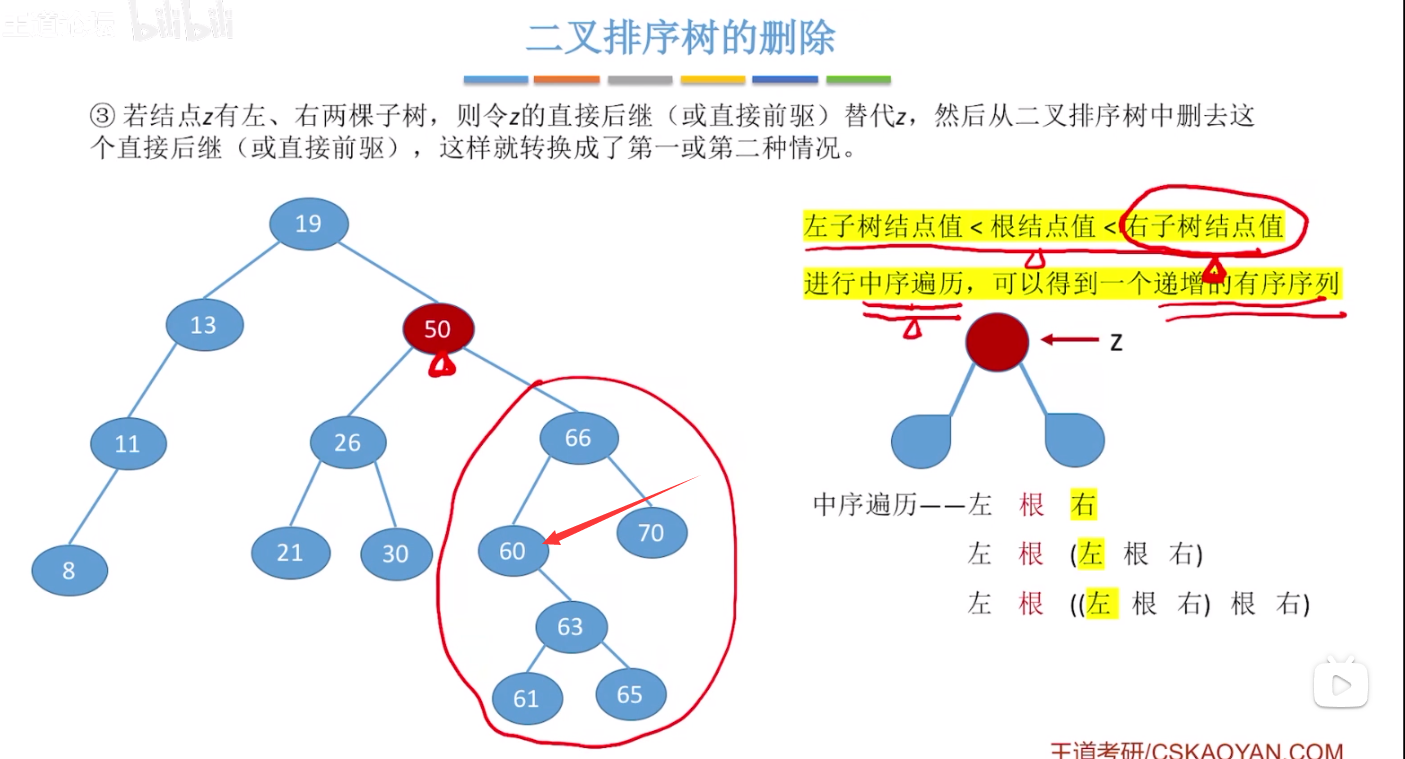 王道论坛 bilibili
二叉排序树的删除
③ 若结点z有左、右两棵子树，则令z的直接后继（或直接前驱）替代z，然后从二叉排序树中删去这
个直接后继（或直接前驱），这样就转换成了第一或第二种情况。
左子树结点值 < 根结点值 < 右子树结点值
进行中序遍历，可以得到一个递增的有序序列
19
13
50
Z
11
26
66
8
21
30
60
70
63
61
65
中序遍历——左 根 右
左 根 (左 根 右)
左 根 ((左 根 右) 根 右)
王道考研/CSKAOYAN.COM